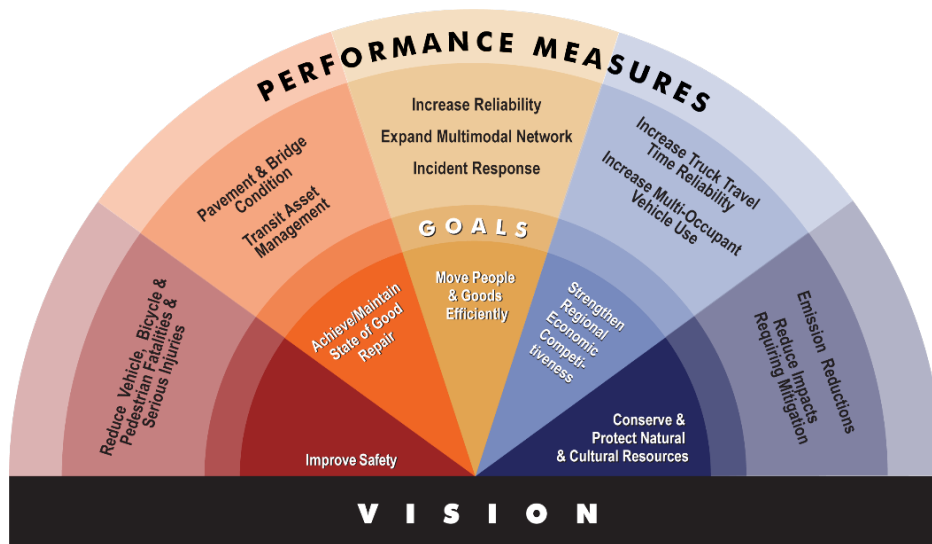 PERFORMANCE MEASURES
Reduce Vehicle, Bicycle &
Pedestrian Fatalities &
Serious Injuries
Pavement & Bridge
Condition
Transit Asset
Management
Increase Reliability
Expand Multimodal Network
Incident Response
Increase Truck Travel
Time Reliability
Increase Multi-Occupant
Vehicle Use
Emission Reductions
Reduce Impacts
Requiring Mitigation
GOALS
Improve Safety
Achieve/Maintain
State of Good
Repair
Move People
& Goods
Efficiently
Strengthen
Regional
Economic
Competi-
tiveness
Conserve &
Protect Natural
& Cultural Resources
VISION